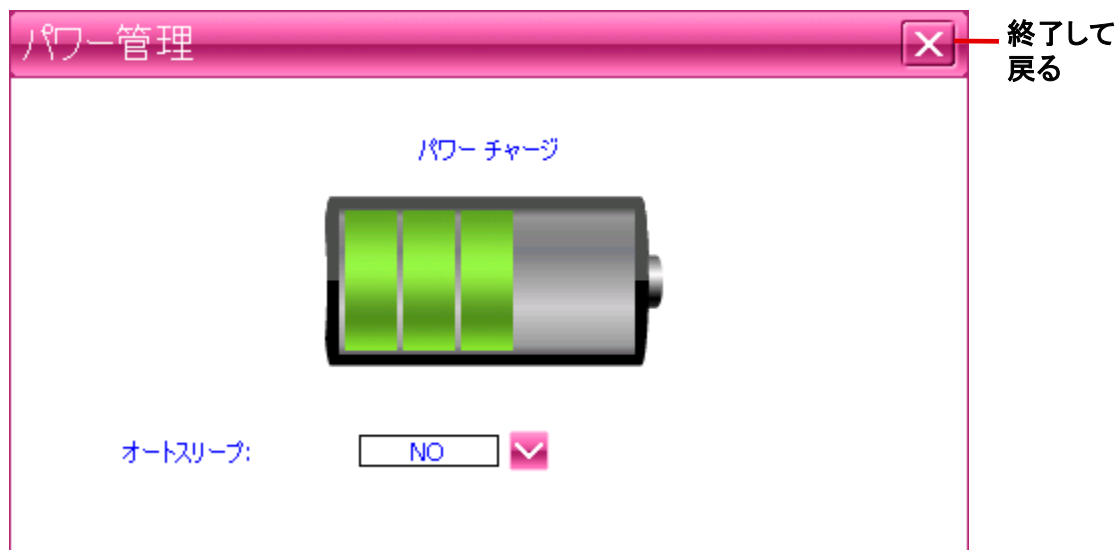 パワー管理
終了して
戻る
パワー チャージ
オートスリープ:
NO